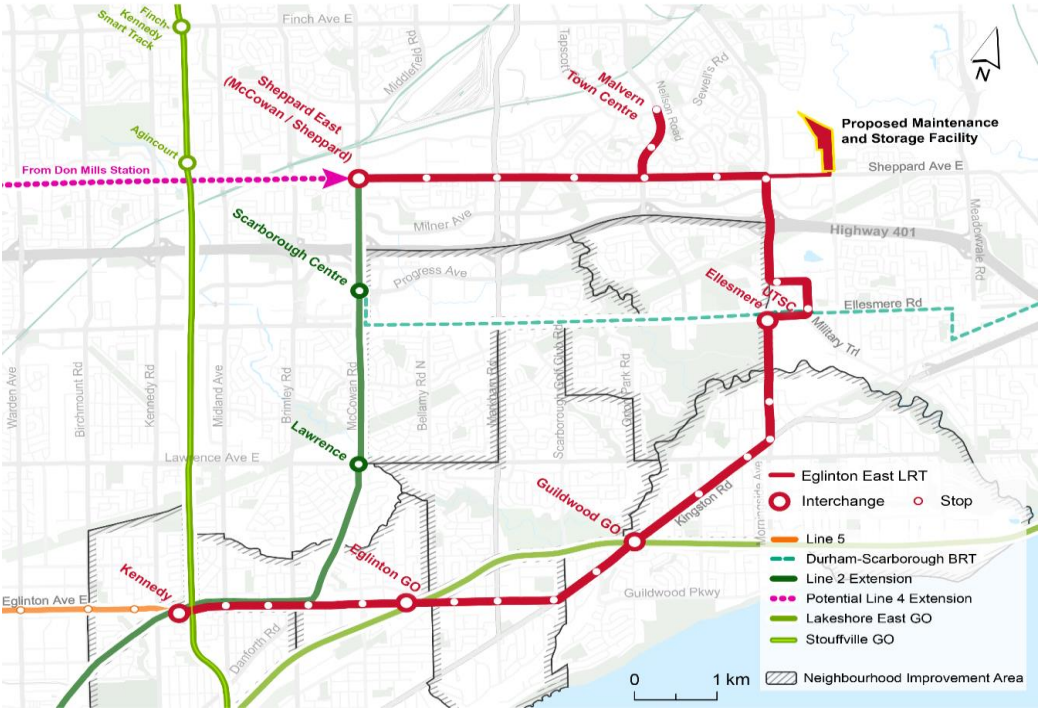 Finch-
Kennedy
Smart Track
Finch Ave E
Middlefield Rd
Tapscott
Sewell's Rd
Neilson Road
Malvern
Town Centre
N
Sheppard East
(McCowan / Sheppard)
Agincourt
Proposed Maintenance
and Storage Facility
From Don Mills Station
Sheppard Ave E
Milner Ave
Meadowvale Rd
Highway 401
Scarborough Centre
Progress Ave
Ellesmere
UTSC
Ellesmere Rd
Military Trl
Warden Ave
Birchmount Rd
Kennedy Rd
Midland Ave
Brimley Rd
McCowan Rd
Bellamy Rd N
Markham Rd
Scarborough Golf Club Rd
Park Rd
Lawrence
Lawrence Ave E
Guildwood GO
Kingston Rd
Morningside Ave
Eglinton East LRT
Interchange
Stop
Kennedy
Eglinton GO
Eglinton Ave E
Danforth Rd
Guildwood Pkwy
Line 5
Durham-Scarborough BRT
Line 2 Extension
Potential Line 4 Extension
Lakeshore East GO
Stouffville GO
Neighbourhood Improvement Area
0 1 km